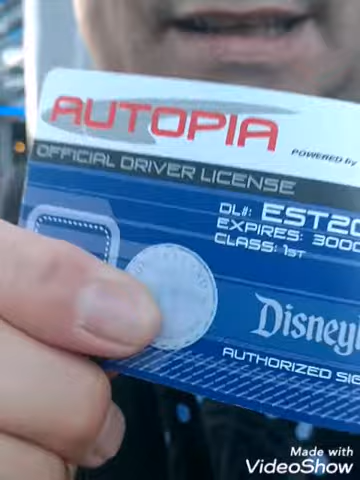 AUTOPIA
POWERED by
OFFICIAL DRIVER LICENSE
DL#: EST20
EXPIRES: 3000
CLASS: 1ST
Disneyl
AUTHORIZED SIG
Made with
VideoShow